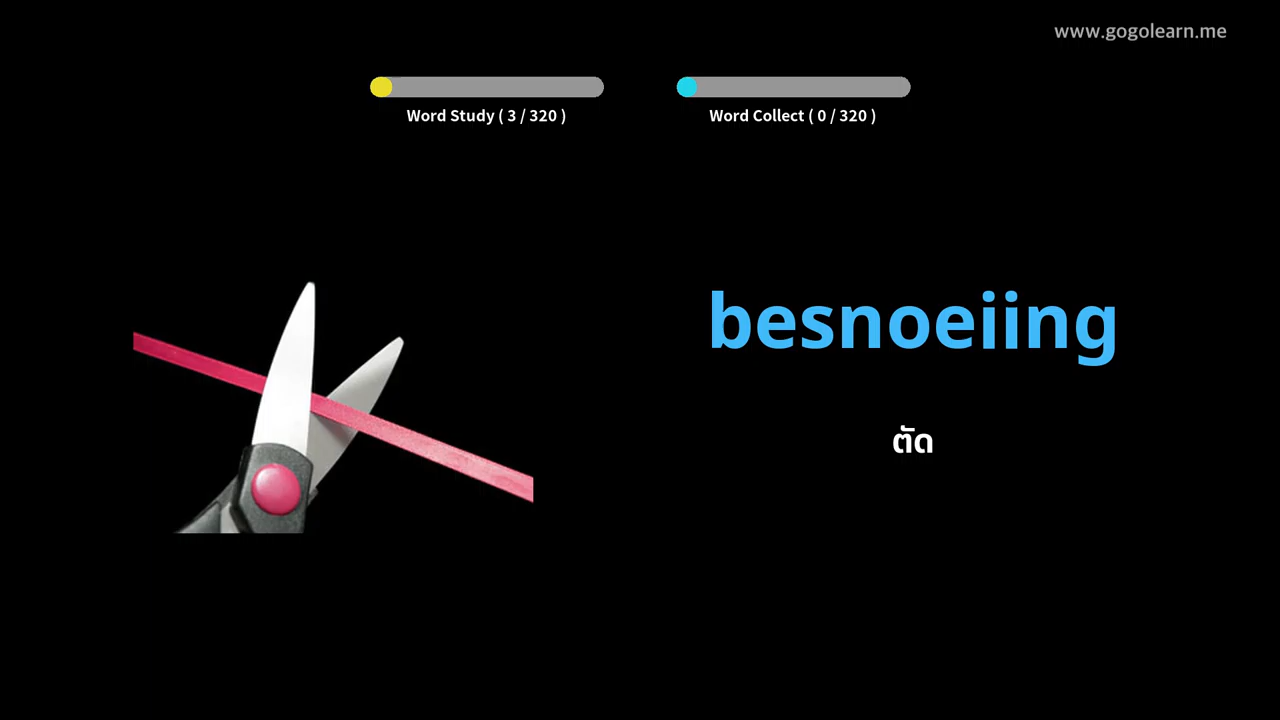 www.gogolearn.me
Word Study ( 3 / 320 )
Word Collect ( 0 / 320 )
besnoeiing
ตัด